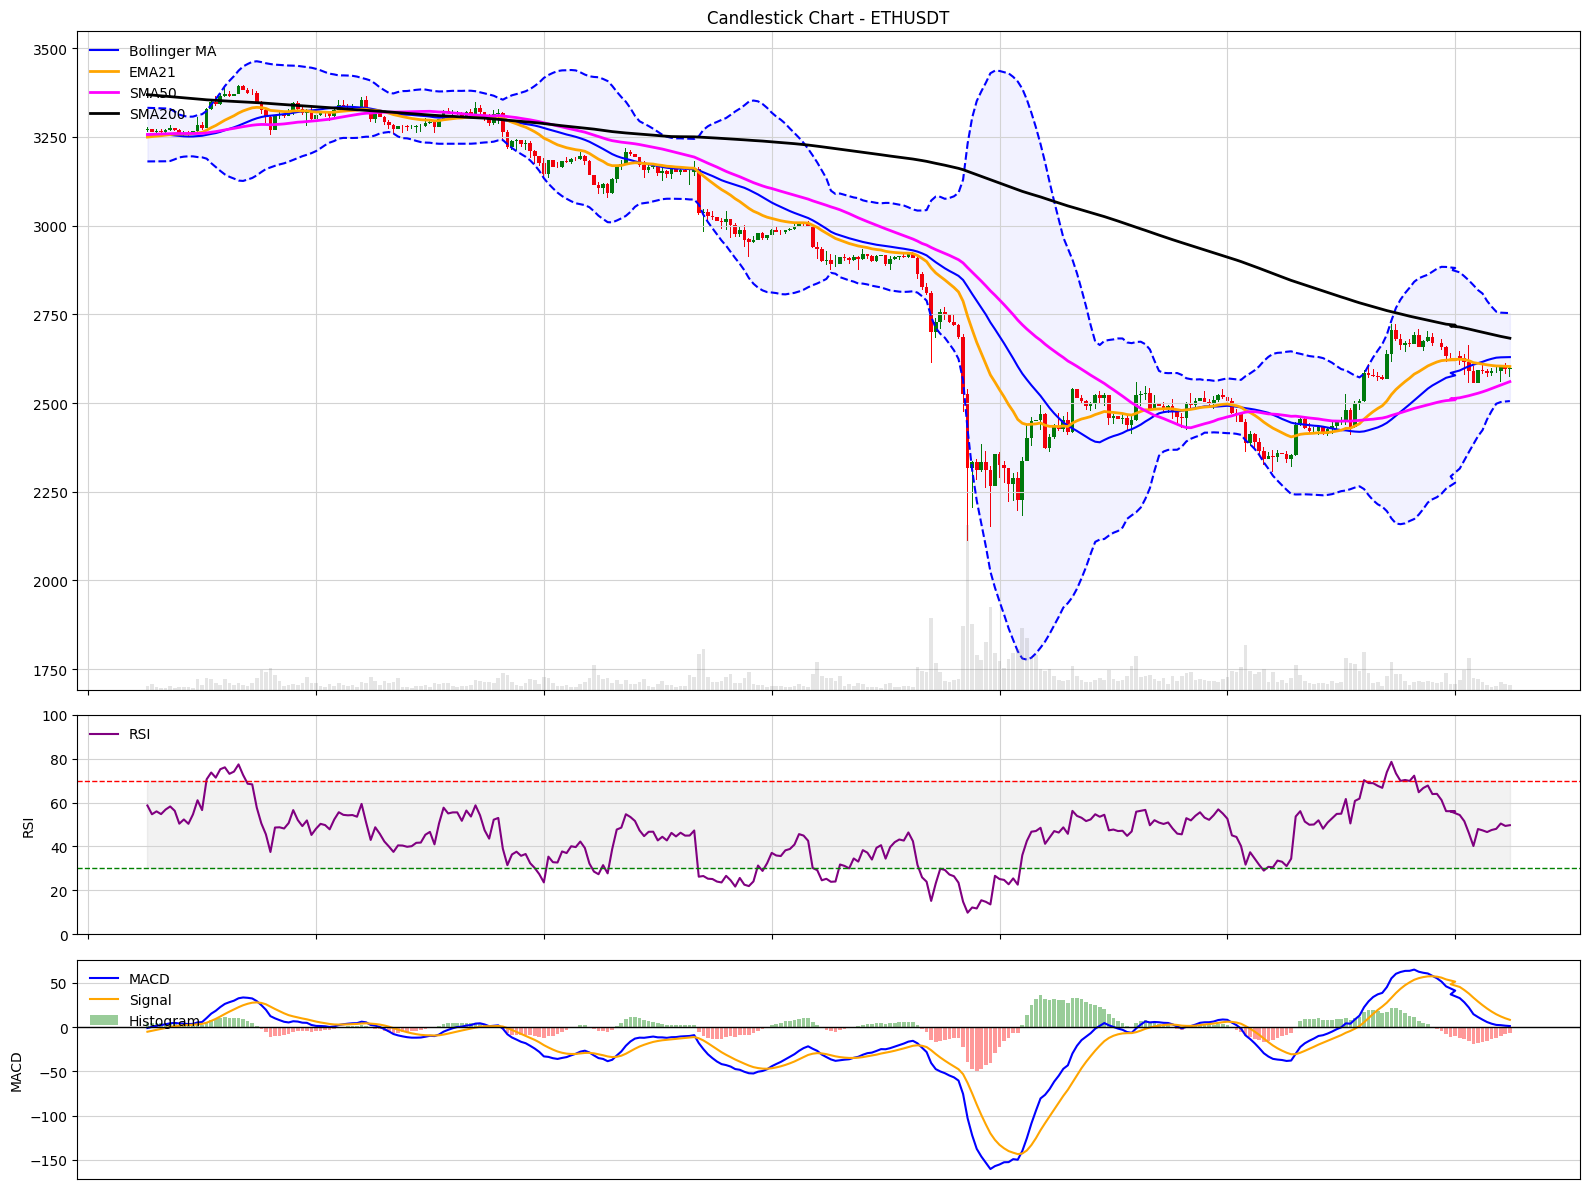 Candlestick Chart - ETHUSDT
3500
3250
3000
2750
2500
2250
2000
1750
Bollinger MA
EMA21
SMA50
SMA200
100
80
60
40
20
0
RSI
RSI
50
0
−50
−100
−150
MACD
MACD
Signal
Histogram